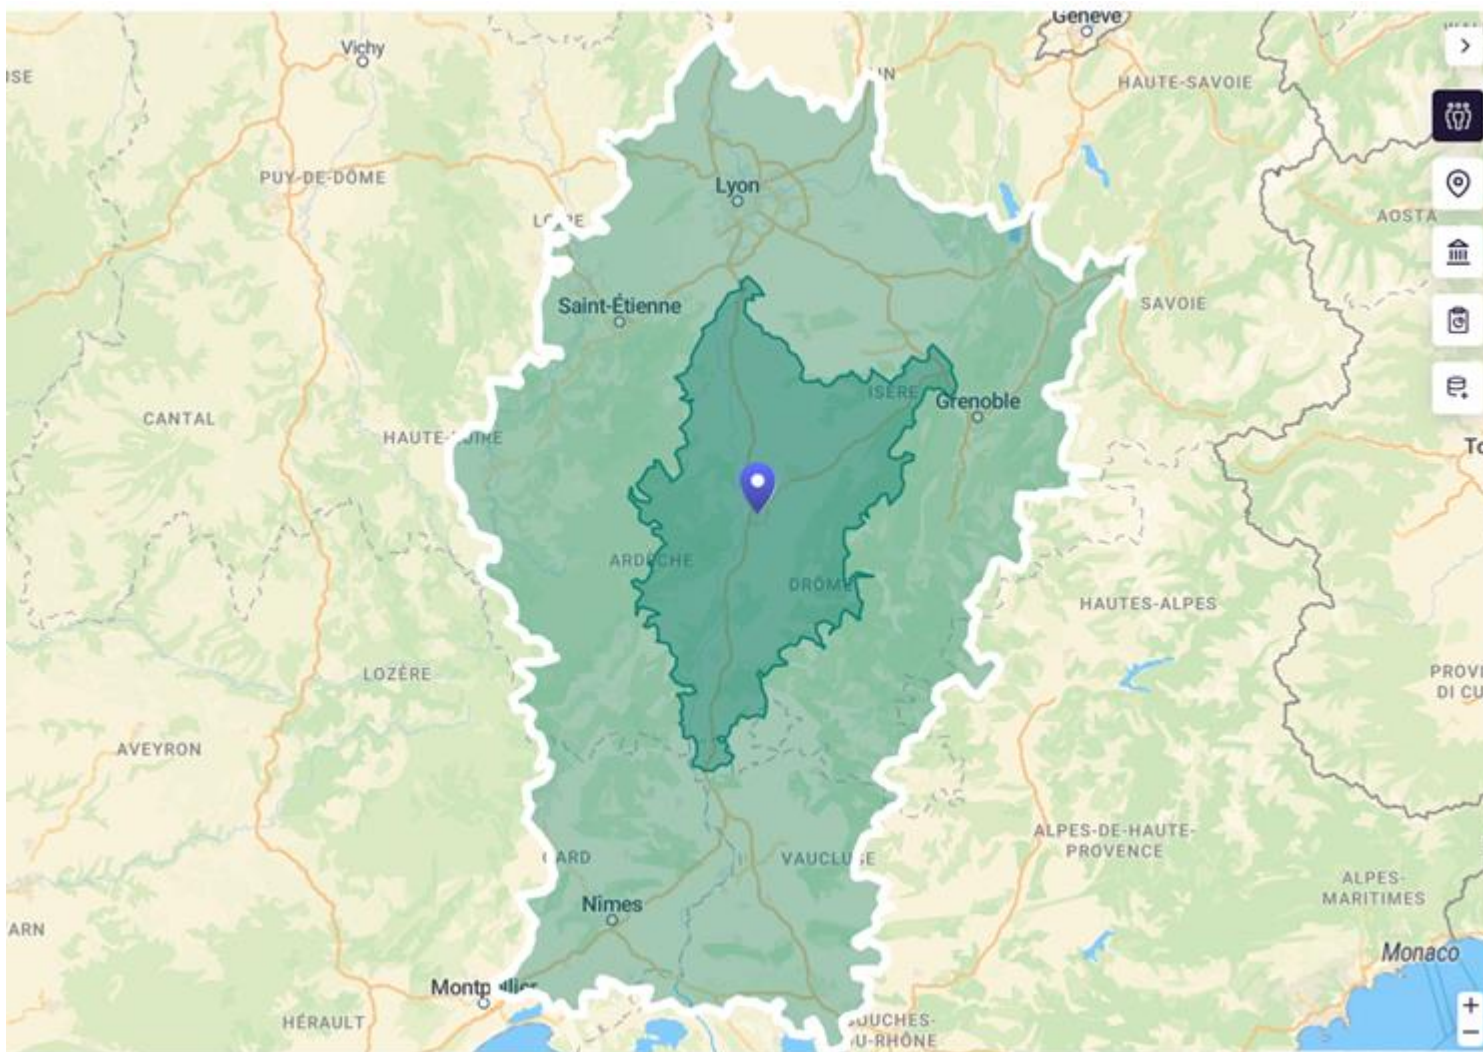 Genève
Vichy
HAUTE-SAVOIE
PUY-DE-DÔME
Lyon
AOSTA
Saint-Étienne
SAVOIE
ISÈRE
Grenoble
CANTAL
ARDÈCHE
DRÔME
HAUTES-ALPES
LOZÈRE
AVEYRON
ALPES-DE-HAUTE-
PROVENCE
VAUCLUSE
ALPES-
MARITIMES
Nîmes
Monaco
HÉRAULT
+
−